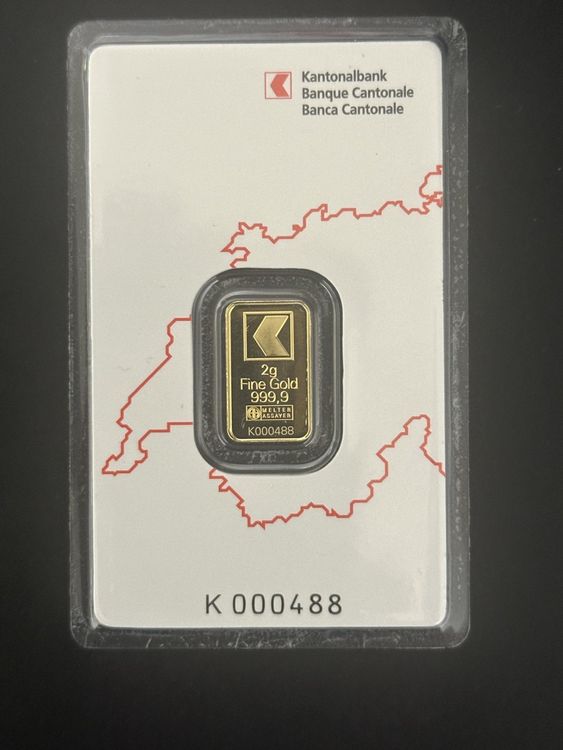 Kantonalbank
Banque Cantonale
Banca Cantonale
2g
Fine Gold
999,9
MELTER
ASSAYER
K000488
K 000488